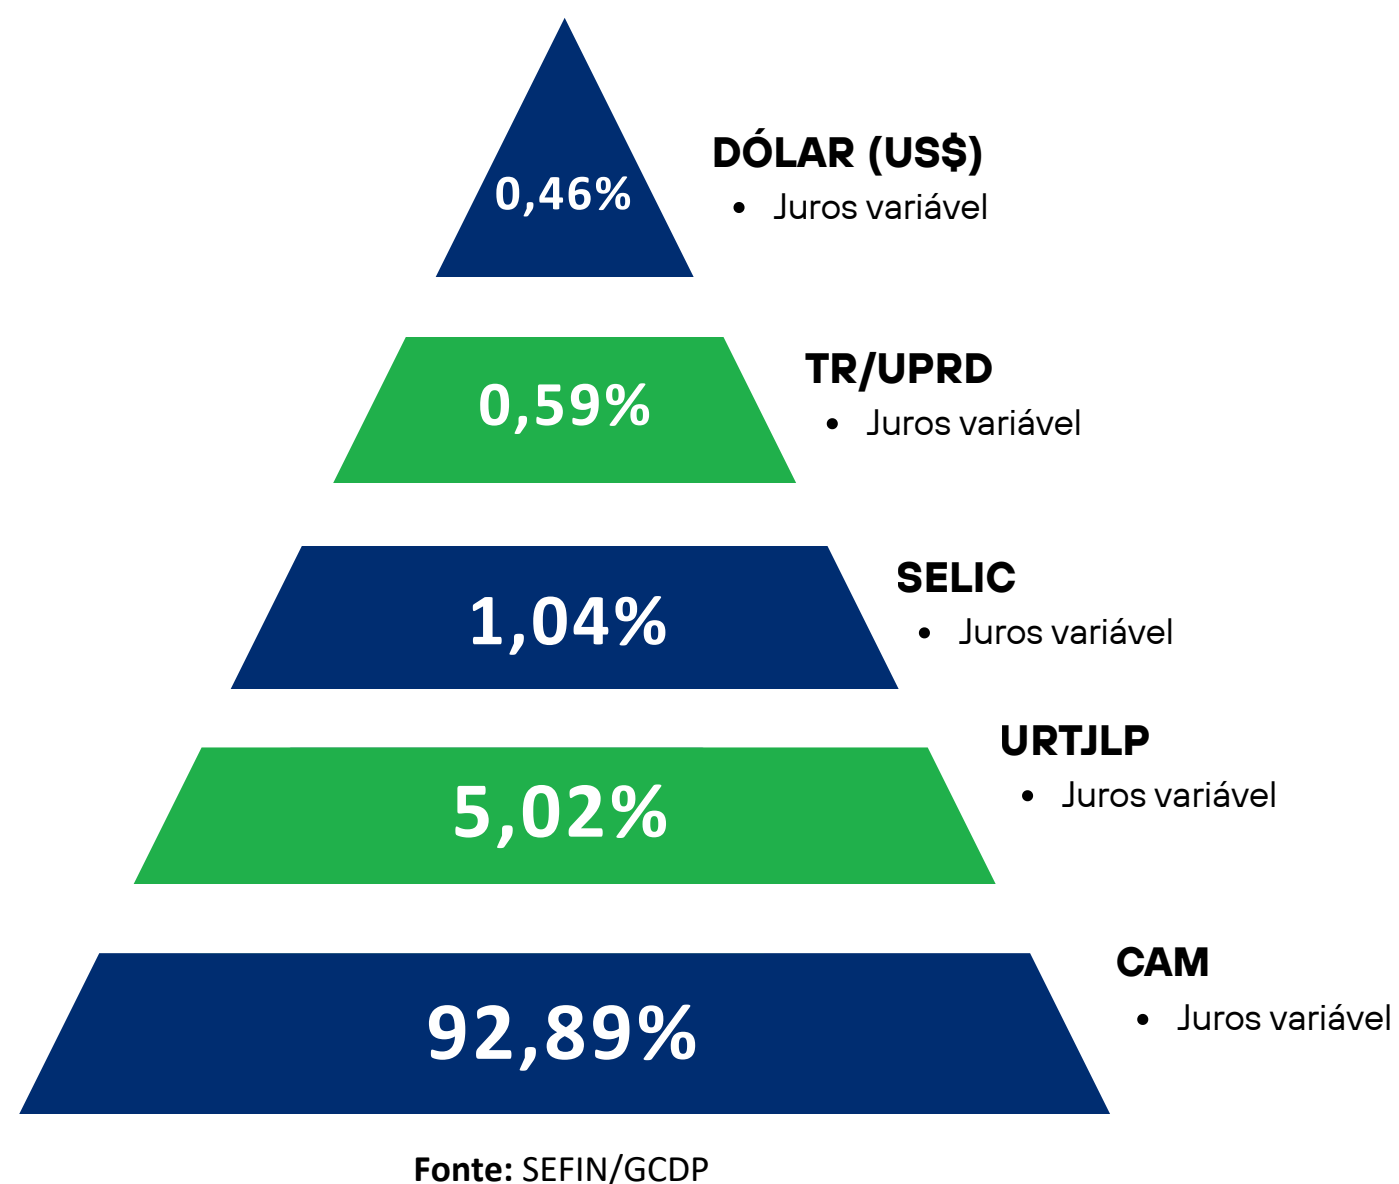 DÓLAR (US$)
• Juros variável
0,46%
TR/UPRD
• Juros variável
0,59%
SELIC
• Juros variável
1,04%
URTJLP
• Juros variável
5,02%
CAM
• Juros variável
92,89%
Fonte: SEFIN/GCDP